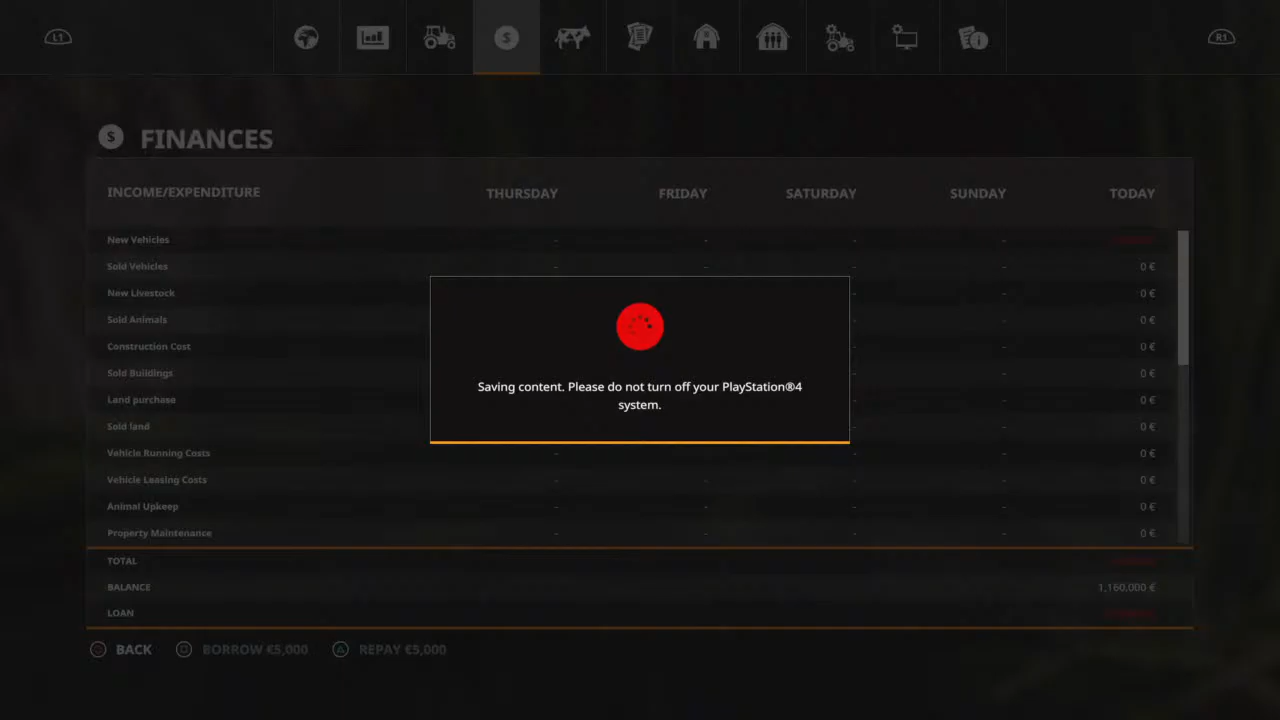 L1
R1
FINANCES
INCOME/EXPENDITURE THURSDAY FRIDAY SATURDAY SUNDAY TODAY
New Vehicles - - - -
Sold Vehicles - - - - 0 €
New Livestock - 0 €
Sold Animals - 0 €
Construction Cost - 0 €
Sold Buildings - 0 €
Land purchase - 0 €
Sold land - 0 €
Vehicle Running Costs - - - - 0 €
Vehicle Leasing Costs - - - - 0 €
Animal Upkeep - - - - 0 €
Property Maintenance - - - - 0 €
Saving content. Please do not turn off your PlayStation®4
system.
TOTAL
BALANCE 1,160,000 €
LOAN
BACK BORROW €5,000 REPAY €5,000